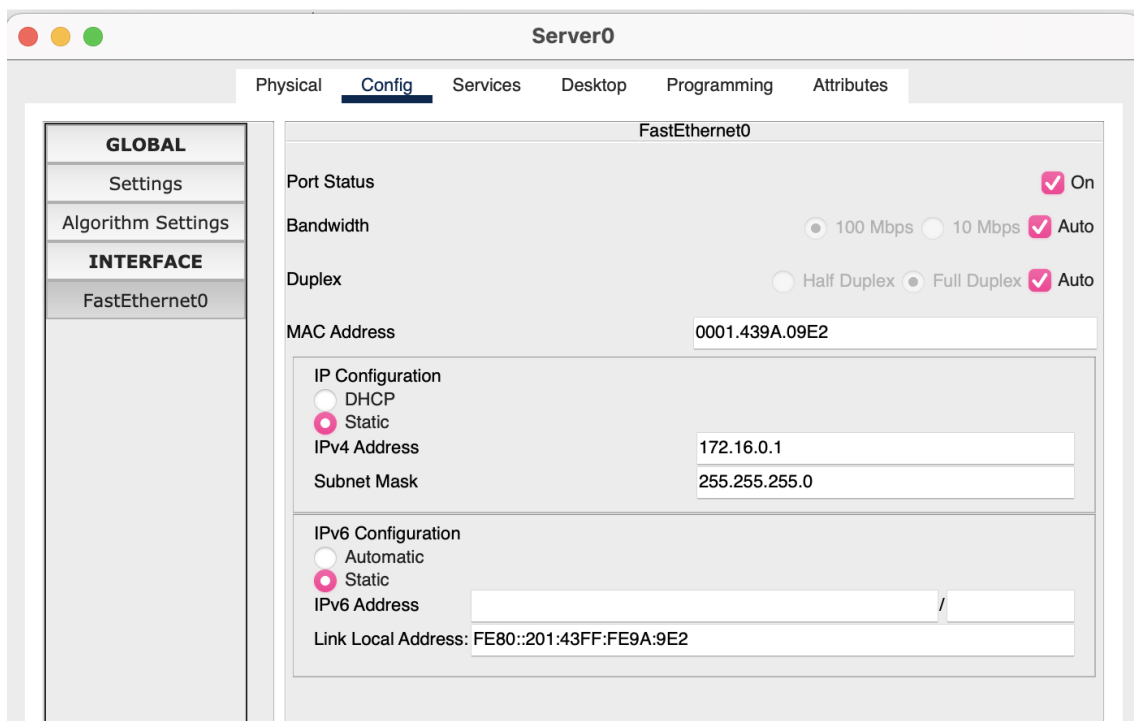 Server0
Physical Config Services Desktop Programming Attributes
GLOBAL
Settings
Algorithm Settings
INTERFACE
FastEthernet0
FastEthernet0
Port Status On
Bandwidth 100 Mbps 10 Mbps Auto
Duplex Half Duplex Full Duplex Auto
MAC Address 0001.439A.09E2
IP Configuration
DHCP
Static
IPv4 Address 172.16.0.1
Subnet Mask 255.255.255.0
IPv6 Configuration
Automatic
Static
IPv6 Address /
Link Local Address: FE80::201:43FF:FE9A:9E2